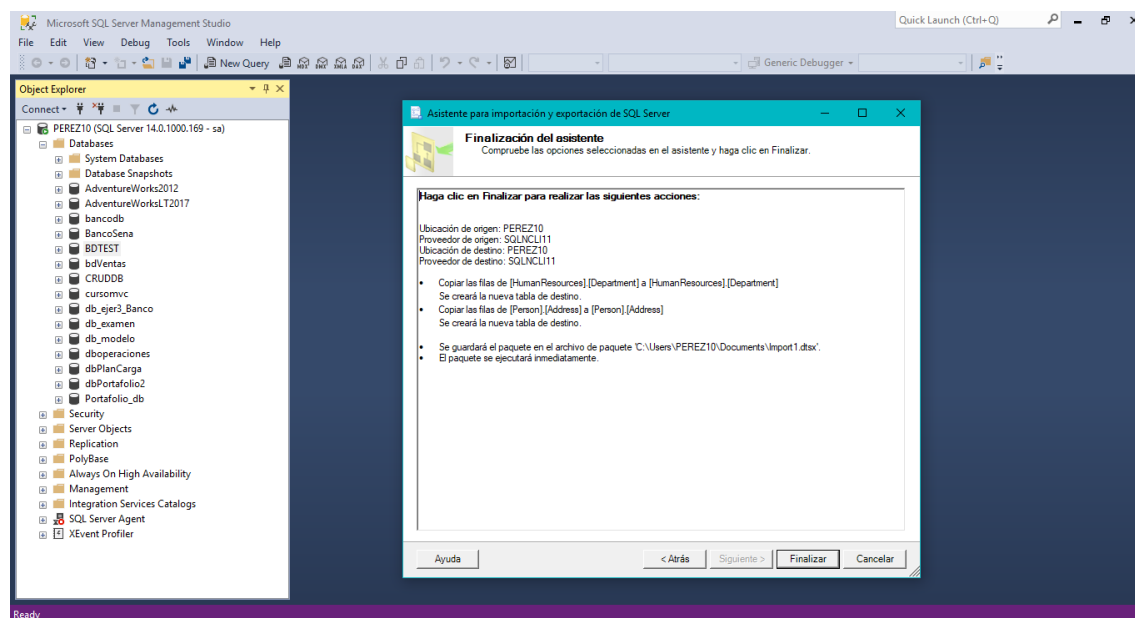 Microsoft SQL Server Management Studio
Quick Launch (Ctrl+Q)
File Edit View Debug Tools Window Help
New Query
MDX DMX XMLA DAX
Generic Debugger
Object Explorer
Connect
PEREZ10 (SQL Server 14.0.1000.169 - sa)
Databases
System Databases
Database Snapshots
AdventureWorks2012
AdventureWorksLT2017
bancodb
BancoSena
BDTEST
bdVentas
CRUDDB
cursomvc
db_ejer3_Banco
db_examen
db_modelo
dboperaciones
dbPlanCarga
dbPortafolio2
Portafolio_db
Security
Server Objects
Replication
PolyBase
Always On High Availability
Management
Integration Services Catalogs
SQL Server Agent
XEvent Profiler
Asistente para importación y exportación de SQL Server
Finalización del asistente
Compruebe las opciones seleccionadas en el asistente y haga clic en Finalizar.
Haga clic en Finalizar para realizar las siguientes acciones:
Ubicación de origen: PEREZ10
Proveedor de origen: SQLNCLI11
Ubicación de destino: PEREZ10
Proveedor de destino: SQLNCLI11
• Copiar las filas de [HumanResources].[Department] a [HumanResources].[Department]
Se creará la nueva tabla de destino.
• Copiar las filas de [Person].[Address] a [Person].[Address]
Se creará la nueva tabla de destino.
• Se guardará el paquete en el archivo de paquete 'C:\Users\PEREZ10\Documents\Import1.dtsx'.
• El paquete se ejecutará inmediatamente.
Ayuda < Atrás Siguiente > Finalizar Cancelar
Ready